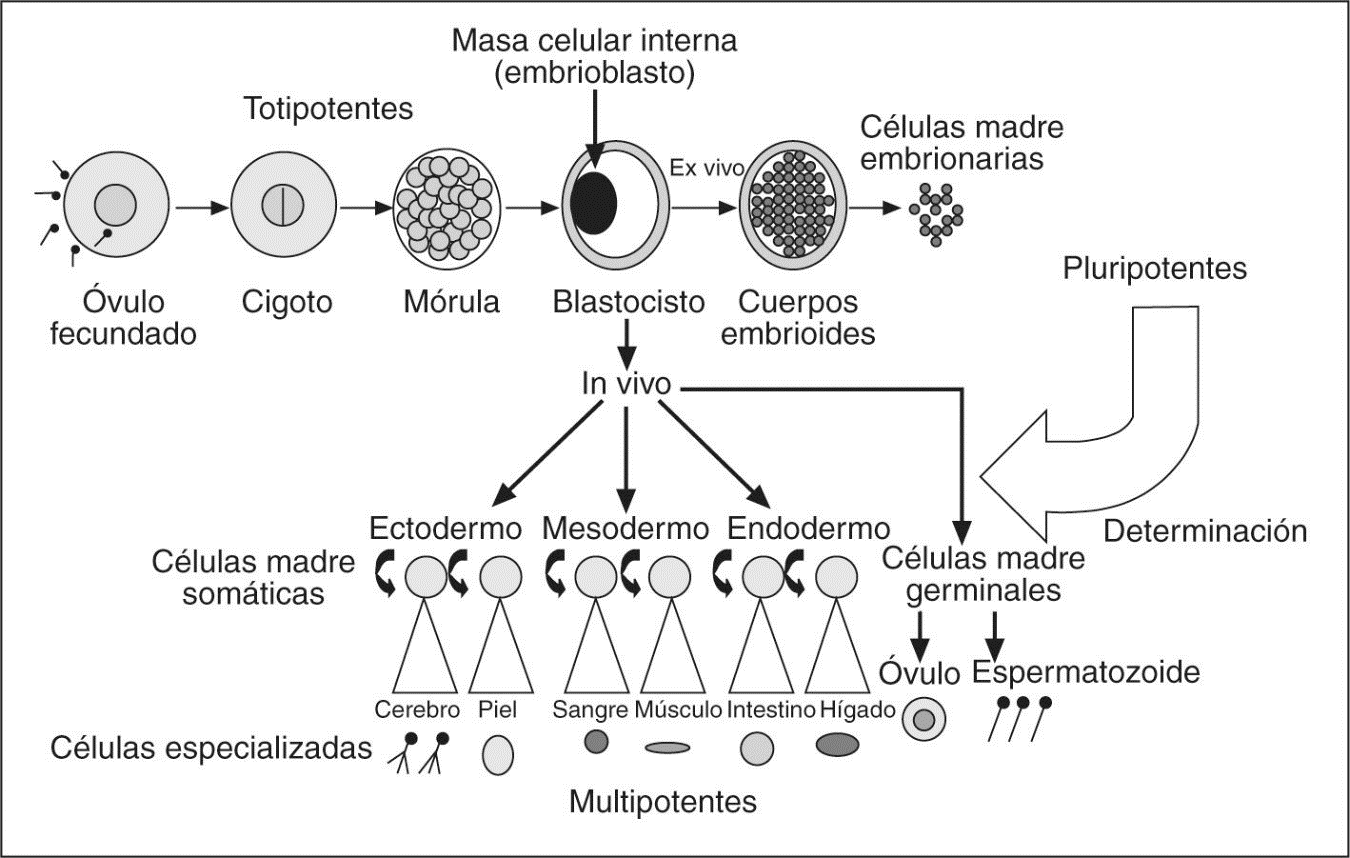 Masa celular interna
(embrioblasto)
Totipotentes
Células madre
embrionarias
Ex vivo
Óvulo
fecundado
Cigoto
Mórula
Blastocisto
Cuerpos
embrioides
Pluripotentes
In vivo
Determinación
Ectodermo
Mesodermo
Endodermo
Células madre
somáticas
Células madre
germinales
Óvulo
Espermatozoide
Cerebro
Piel
Sangre
Músculo
Intestino
Hígado
Células especializadas
Multipotentes